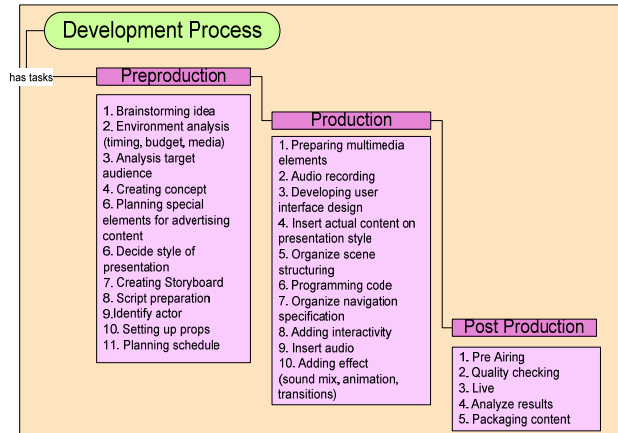 Development Process
has tasks
Preproduction
1. Brainstorming idea
2. Environment analysis
(timing, budget, media)
3. Analysis target
audience
4. Creating concept
6. Planning special
elements for advertising
content
6. Decide style of
presentation
7. Creating Storyboard
8. Script preparation
9.Identify actor
10. Setting up props
11. Planning schedule
Production
1. Preparing multimedia
elements
2. Audio recording
3. Developing user
interface design
4. Insert actual content on
presentation style
5. Organize scene
structuring
6. Programming code
7. Organize navigation
specification
8. Adding interactivity
9. Insert audio
10. Adding effect
(sound mix, animation,
transitions)
Post Production
1. Pre Airing
2. Quality checking
3. Live
4. Analyze results
5. Packaging content